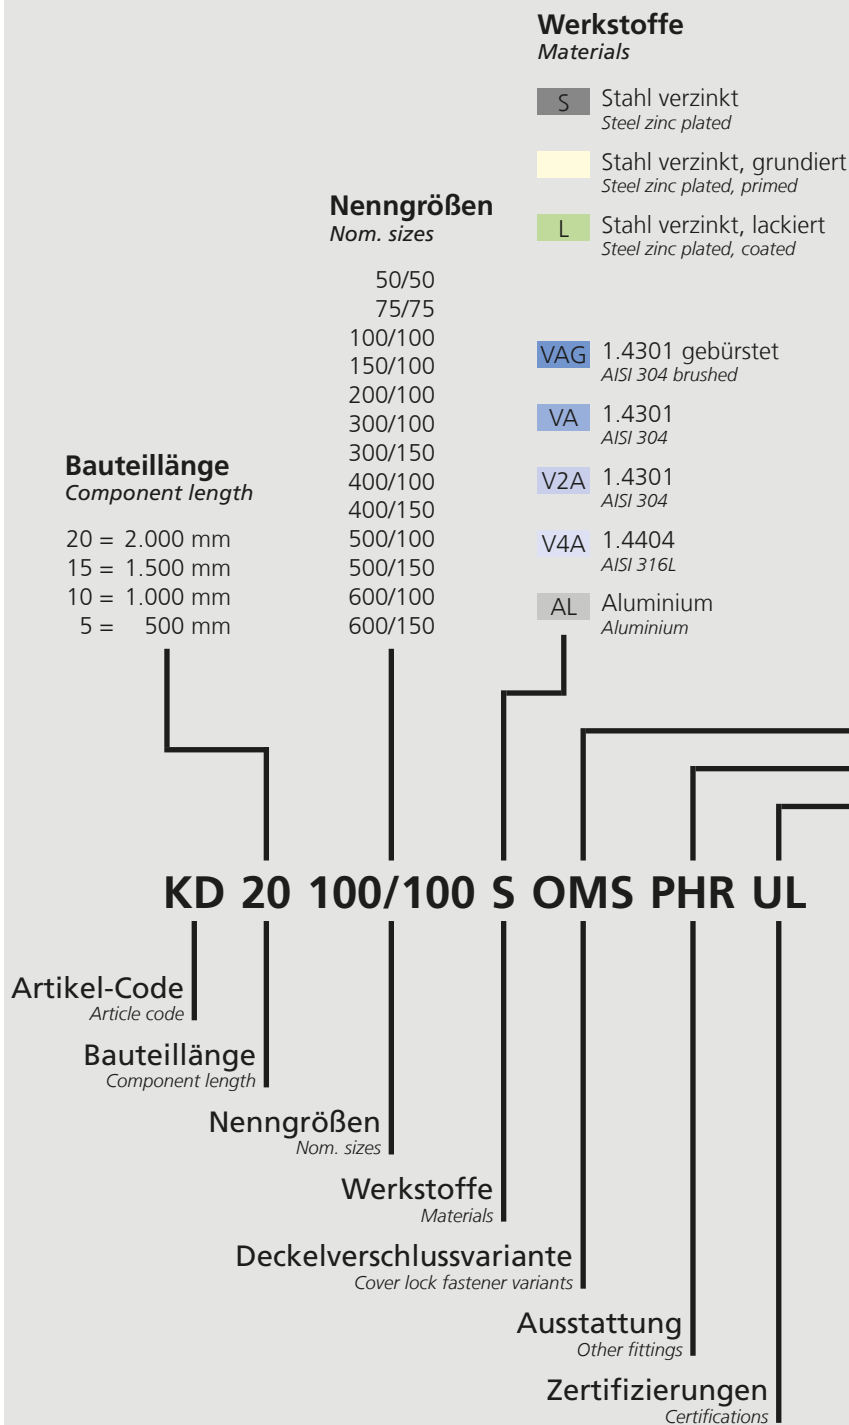 Werkstoffe
Materials
S Stahl verzinkt
Steel zinc plated
Stahl verzinkt, grundiert
Steel zinc plated, primed
L Stahl verzinkt, lackiert
Steel zinc plated, coated
VAG 1.4301 gebürstet
AISI 304 brushed
VA 1.4301
AISI 304
V2A 1.4301
AISI 304
V4A 1.4404
AISI 316L
AL Aluminium
Aluminium
Nenngrößen
Nom. sizes
50/50
75/75
100/100
150/100
200/100
300/100
300/150
400/100
400/150
500/100
500/150
600/100
600/150
Bauteillänge
Component length
20 = 2.000 mm
15 = 1.500 mm
10 = 1.000 mm
5 = 500 mm
KD 20 100/100 S OMS PHR UL
Artikel-Code
Article code
Bauteillänge
Component length
Nenngrößen
Nom. sizes
Werkstoffe
Materials
Deckelverschlussvariante
Cover lock fastener variants
Ausstattung
Other fittings
Zertifizierungen
Certifications